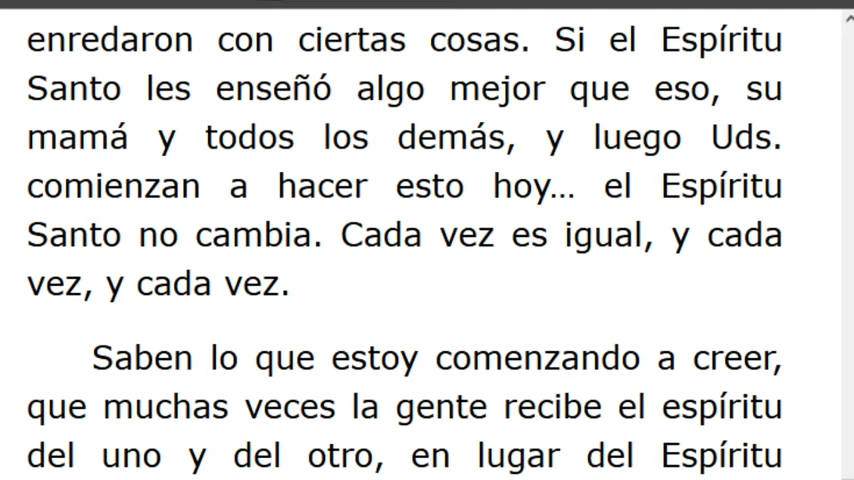 enredaron con ciertas cosas. Si el Espíritu
Santo les enseñó algo mejor que eso, su
mamá y todos los demás, y luego Uds.
comienzan a hacer esto hoy… el Espíritu
Santo no cambia. Cada vez es igual, y cada
vez, y cada vez.
Saben lo que estoy comenzando a creer,
que muchas veces la gente recibe el espíritu
del uno y del otro, en lugar del Espíritu